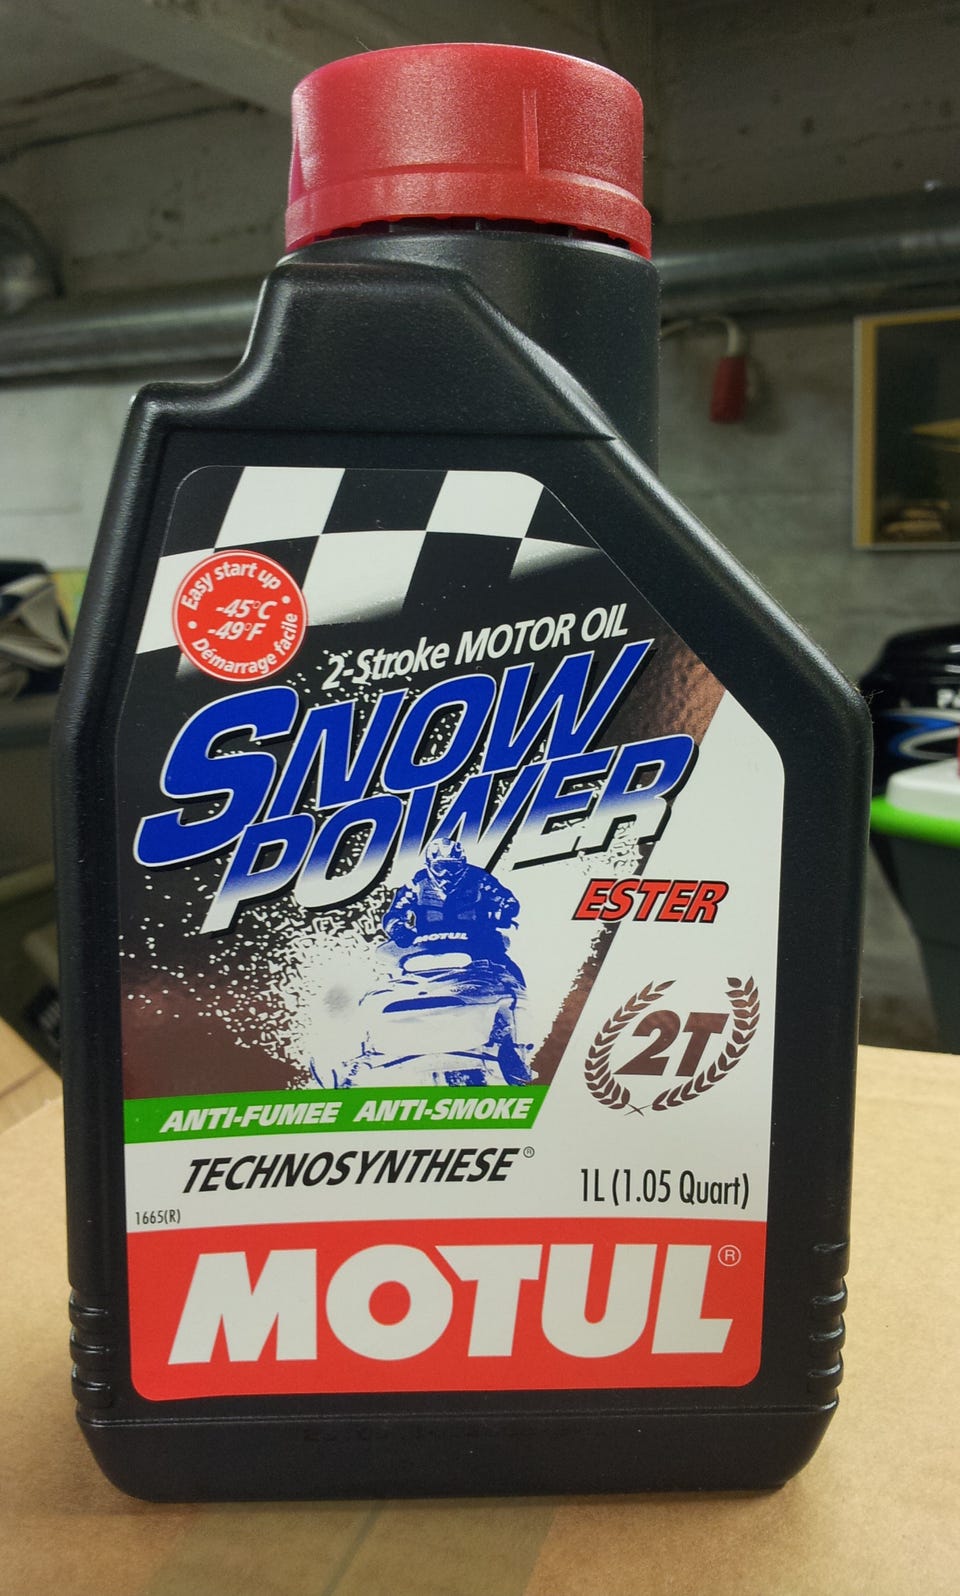 Easy start up
-45°C
-49°F
Démarrage facile
2-Stroke MOTOR OIL
SNOW
POWER
MOTUL
ESTER
2T
ANTI-FUMEE ANTI-SMOKE
TECHNOSYNTHESE®
1L (1.05 Quart)
1665(R)
MOTUL®